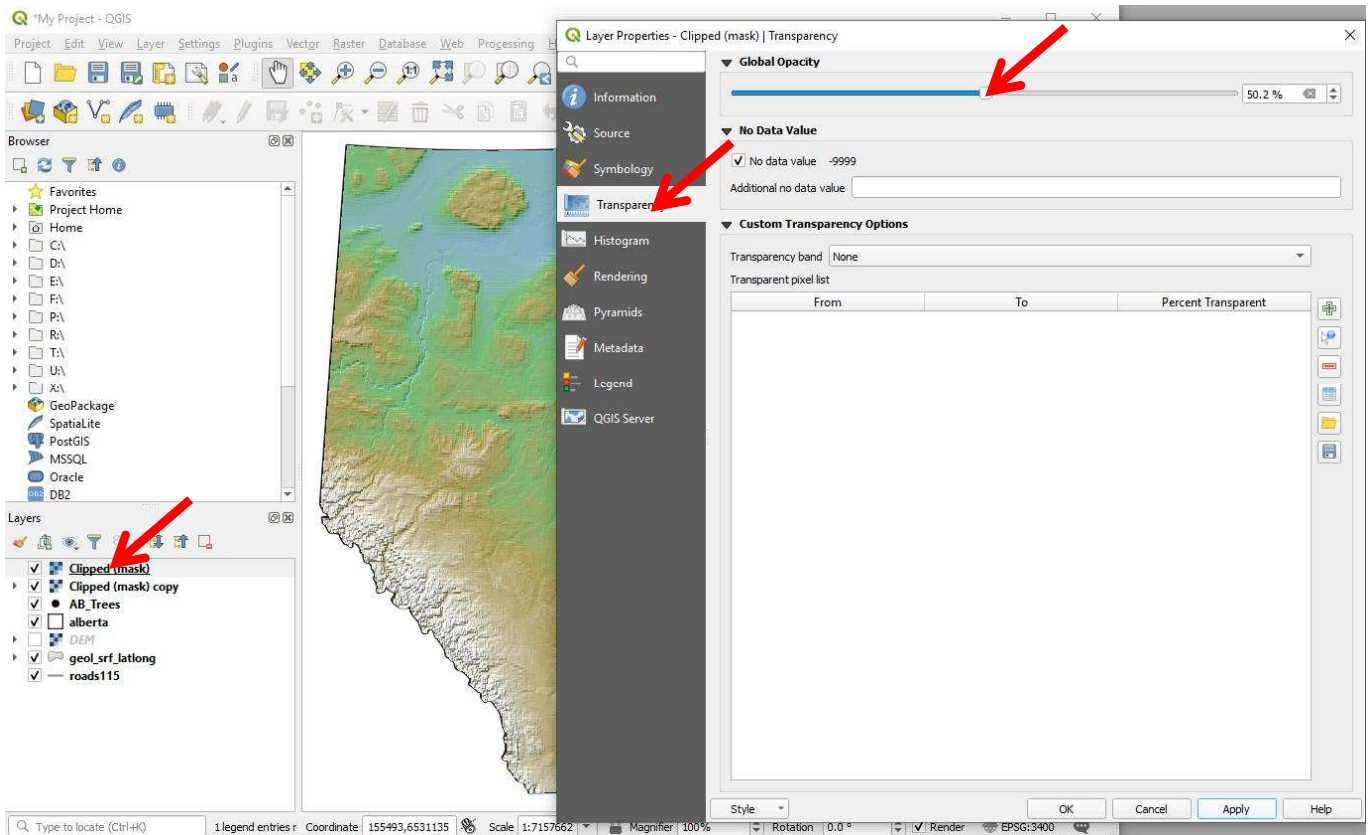 *My Project - QGIS
Project Edit View Layer Settings Plugins Vector Raster Database Web Processing
Browser
Favorites
Project Home
Home
C:\
D:\
E:\
F:\
P:\
R:\
T:\
U:\
X:\
GeoPackage
SpatiaLite
PostGIS
MSSQL
Oracle
DB2
Layers
Clipped (mask)
Clipped (mask) copy
AB_Trees
alberta
DEM
geol_srf_latlong
roads115
Type to locate (Ctrl+K) 1 legend entries r Coordinate 155493,6531135 Scale 1:7157662 Magnifier 100% Rotation 0.0 ° Render EPSG:3400
Layer Properties - Clipped (mask) | Transparency
Information
Source
Symbology
Transparency
Histogram
Rendering
Pyramids
Metadata
Legend
QGIS Server
Global Opacity
50.2 %
No Data Value
No data value -9999
Additional no data value
Custom Transparency Options
Transparency band None
Transparent pixel list
From To Percent Transparent
Style OK Cancel Apply Help